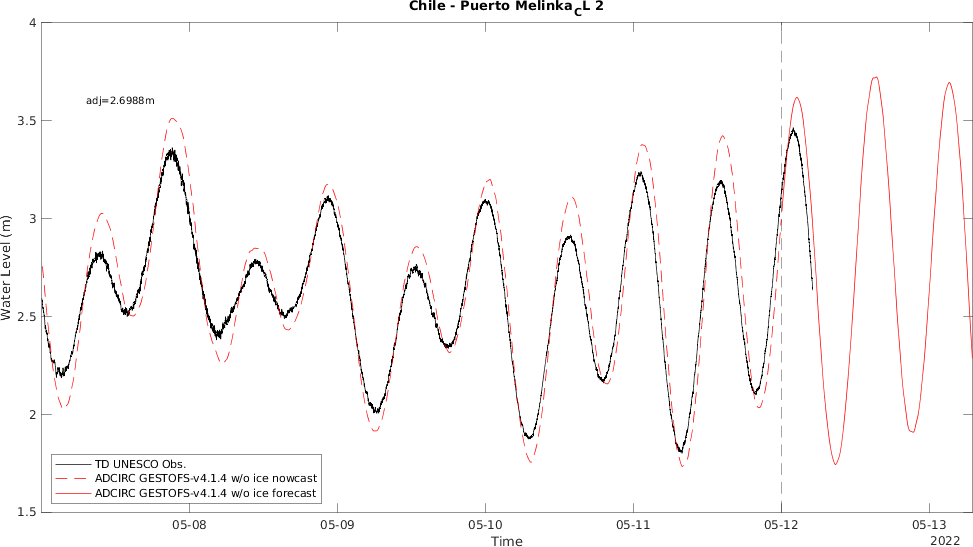 Chile - Puerto Melinka_CL 2
4
adj=2.6988m
3.5
3
Water Level (m)
2.5
2
TD UNESCO Obs.
ADCIRC GESTOFS-v4.1.4 w/o ice nowcast
ADCIRC GESTOFS-v4.1.4 w/o ice forecast
1.5
05-08 05-09 05-10 05-11 05-12 05-13
Time
2022